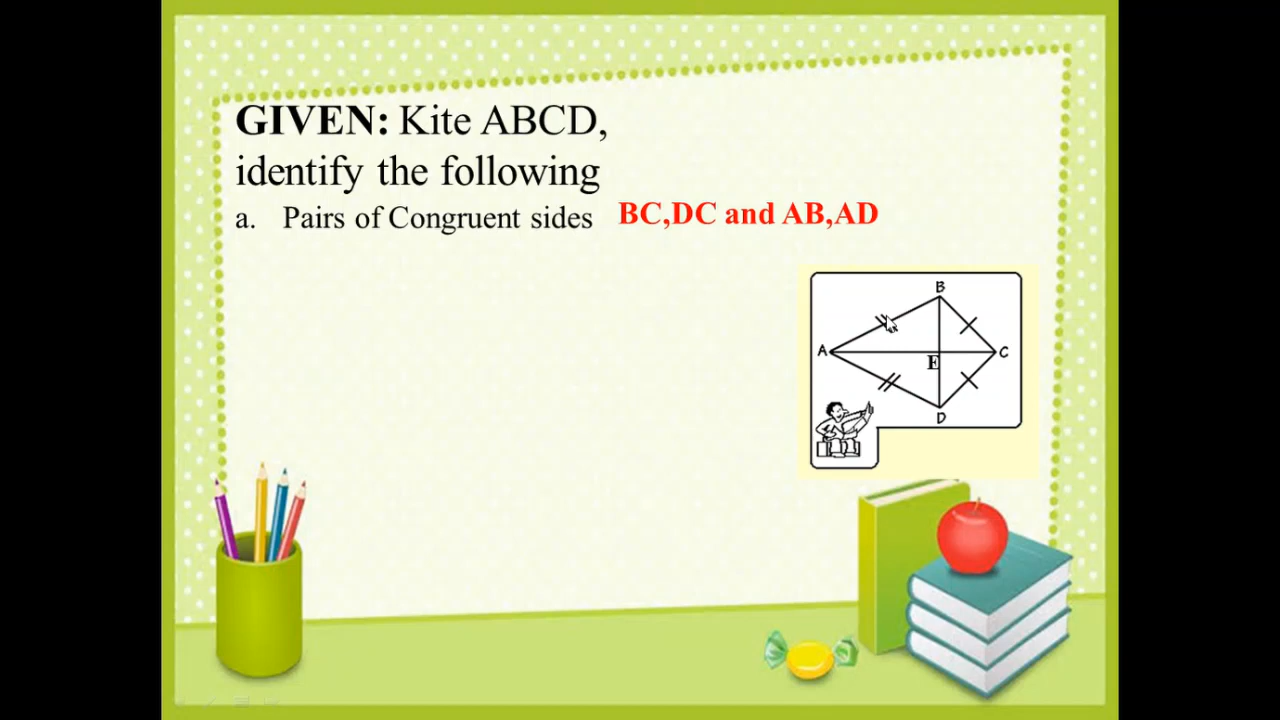 GIVEN: Kite ABCD,
identify the following
a. Pairs of Congruent sides BC,DC and AB,AD
B
A
C
E
D